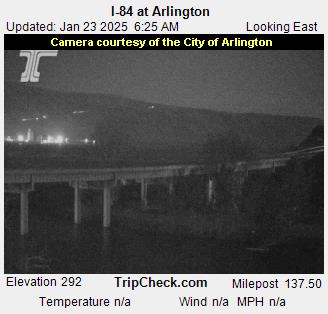 I-84 at Arlington
Updated: Jan 23 2025 6:25 AM Looking East
Camera courtesy of the City of Arlington
Elevation 292 TripCheck.com Milepost 137.50
Temperature n/a Wind n/a MPH n/a